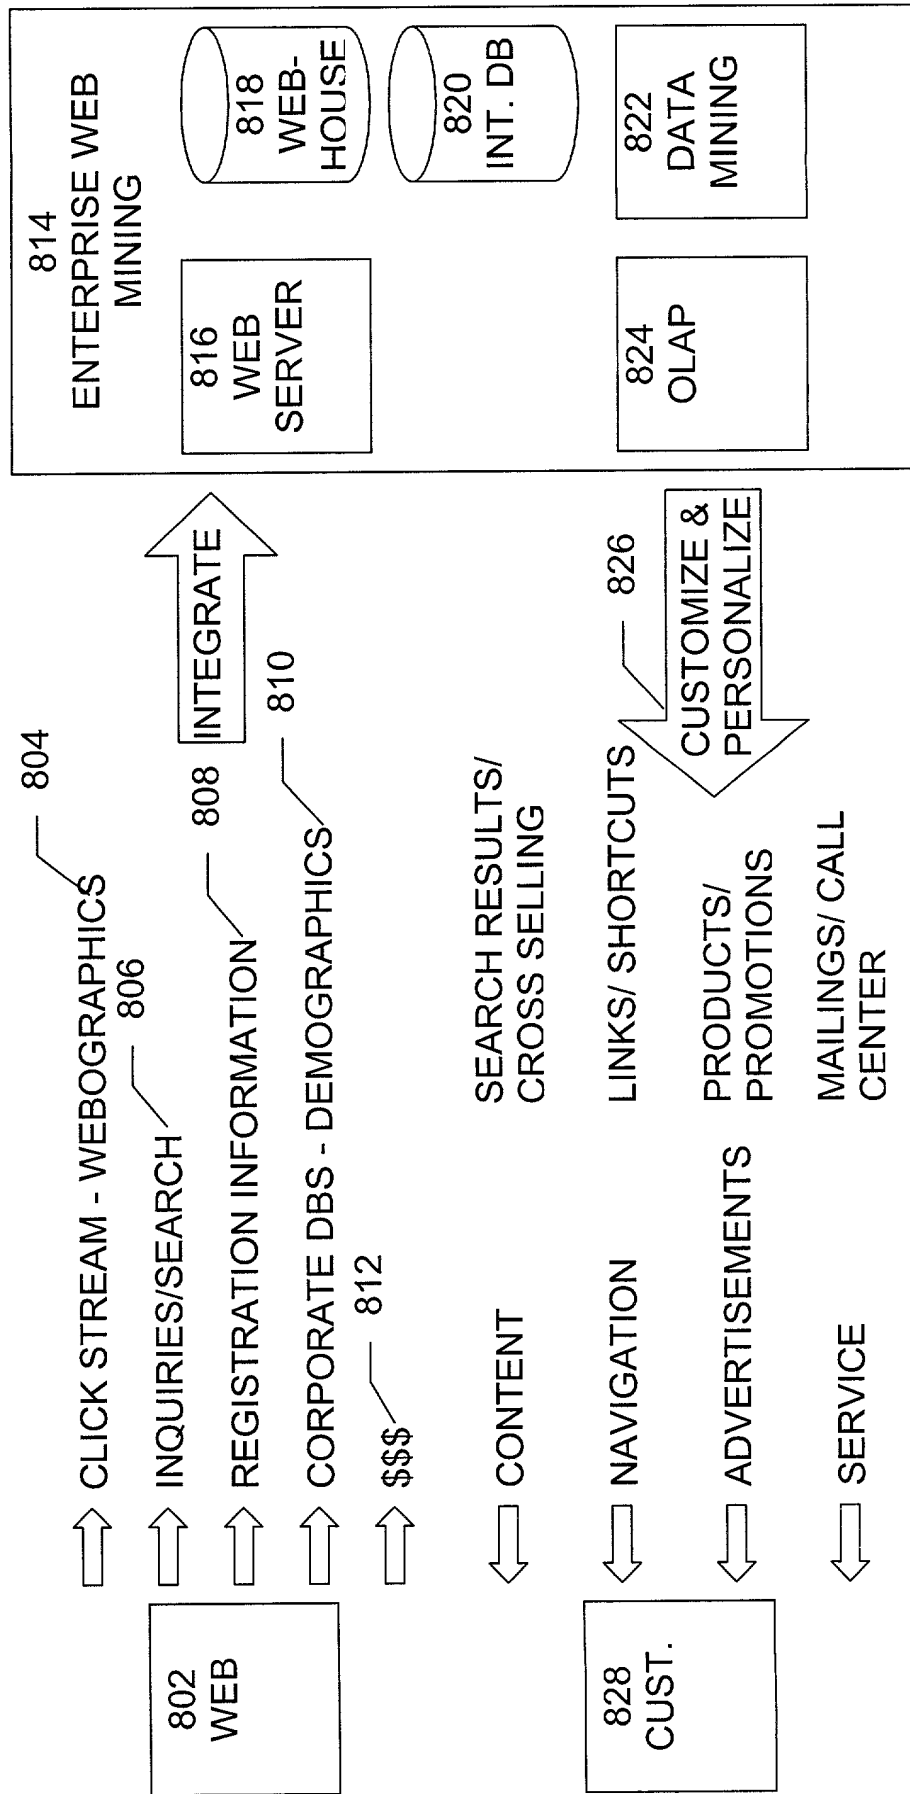 802
WEB
CLICK STREAM - WEBOGRAPHICS
804
INQUIRIES/SEARCH
806
REGISTRATION INFORMATION
808
CORPORATE DBS - DEMOGRAPHICS
810
$$$
812
INTEGRATE
814
ENTERPRISE WEB
MINING
816
WEB
SERVER
818
WEB-
HOUSE
820
INT. DB
824
OLAP
822
DATA
MINING
826
CUSTOMIZE &
PERSONALIZE
828
CUST.
CONTENT
SEARCH RESULTS/
CROSS SELLING
NAVIGATION
LINKS/ SHORTCUTS
ADVERTISEMENTS
PRODUCTS/
PROMOTIONS
SERVICE
MAILINGS/ CALL
CENTER